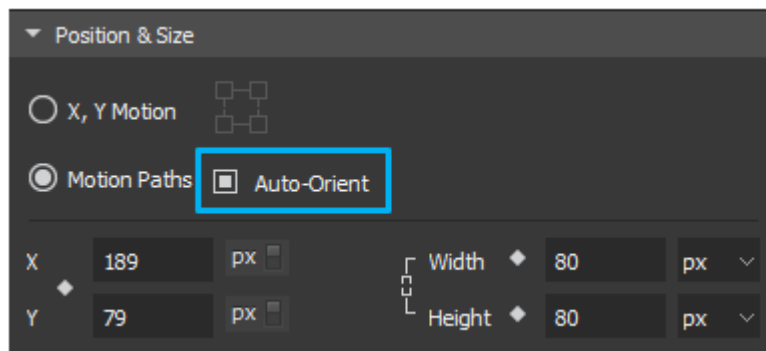 Position & Size
X, Y Motion
Motion Paths Auto-Orient
X 189 px Width 80 px
Y 79 px Height 80 px